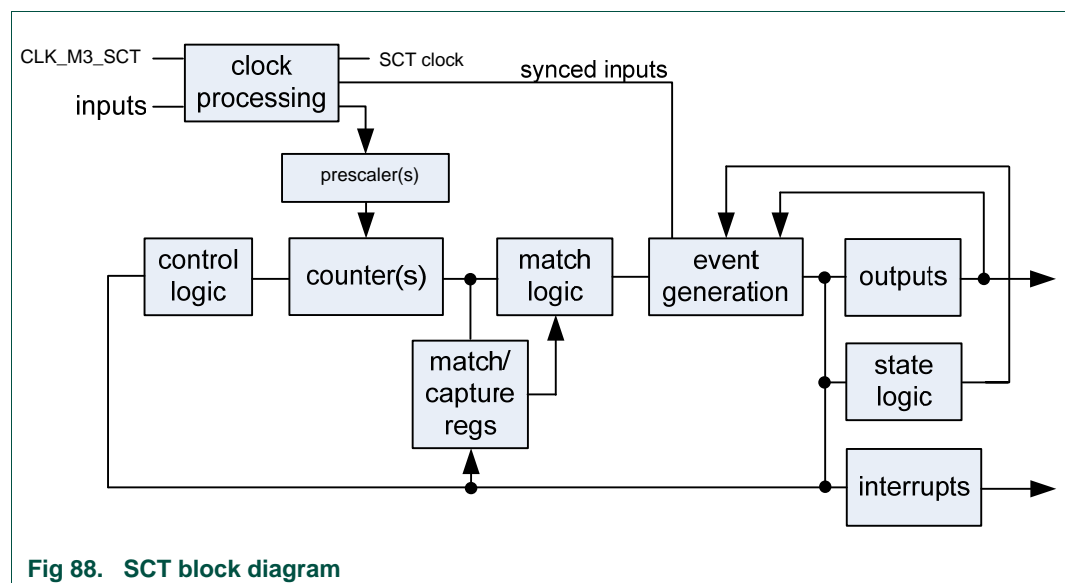 CLK_M3_SCT
inputs
clock
processing
SCT clock
synced inputs
prescaler(s)
control
logic
counter(s)
match
logic
event
generation
outputs
match/
capture
regs
state
logic
interrupts
Fig 88. SCT block diagram